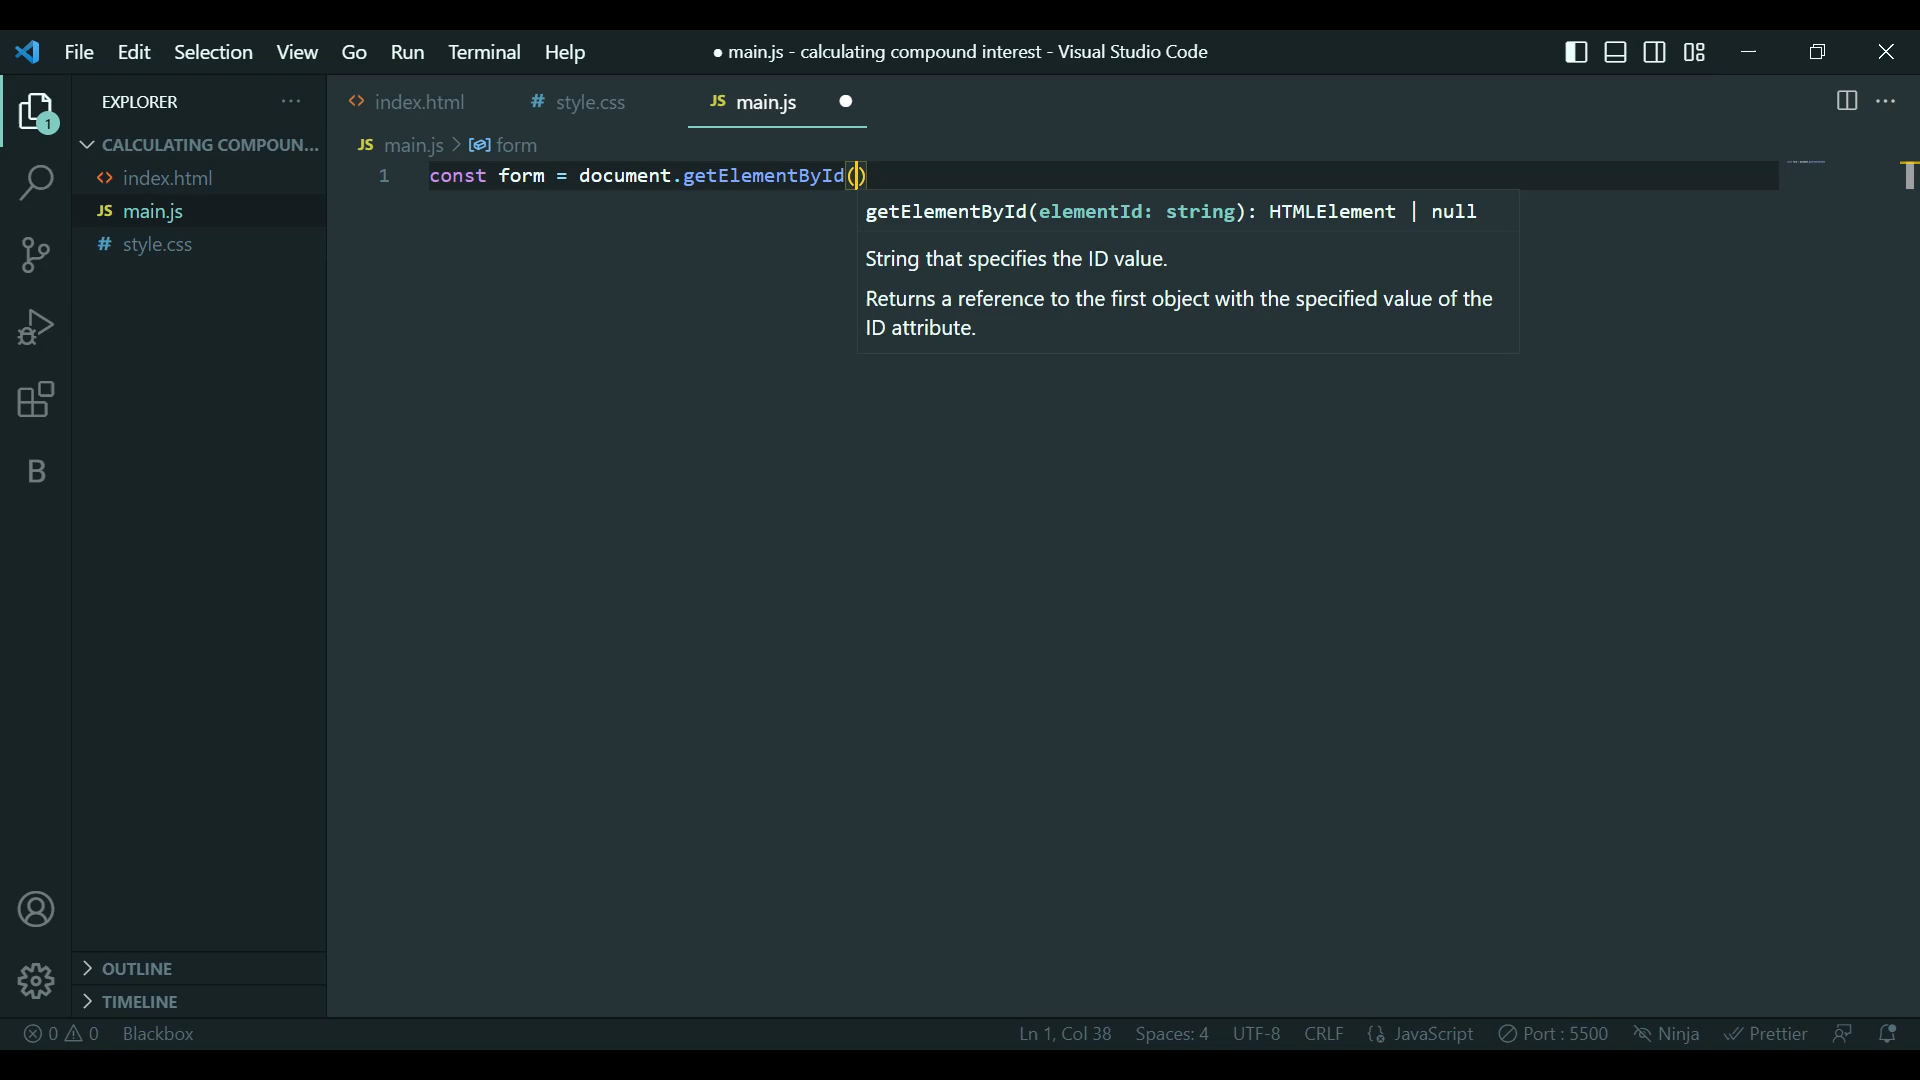 File Edit Selection View Go Run Terminal Help
● main.js - calculating compound interest - Visual Studio Code
EXPLORER ···
<> index.html
# style.css
JS main.js ●
1
CALCULATING COMPOUN...
JS main.js > form
<> index.html
1 const form = document.getElementById()
JS main.js
getElementById(elementId: string): HTMLElement | null
# style.css
String that specifies the ID value.
Returns a reference to the first object with the specified value of the
ID attribute.
B
OUTLINE
TIMELINE
0 0 Blackbox
Ln 1, Col 38 Spaces: 4 UTF-8 CRLF {} JavaScript Port : 5500 Ninja Prettier